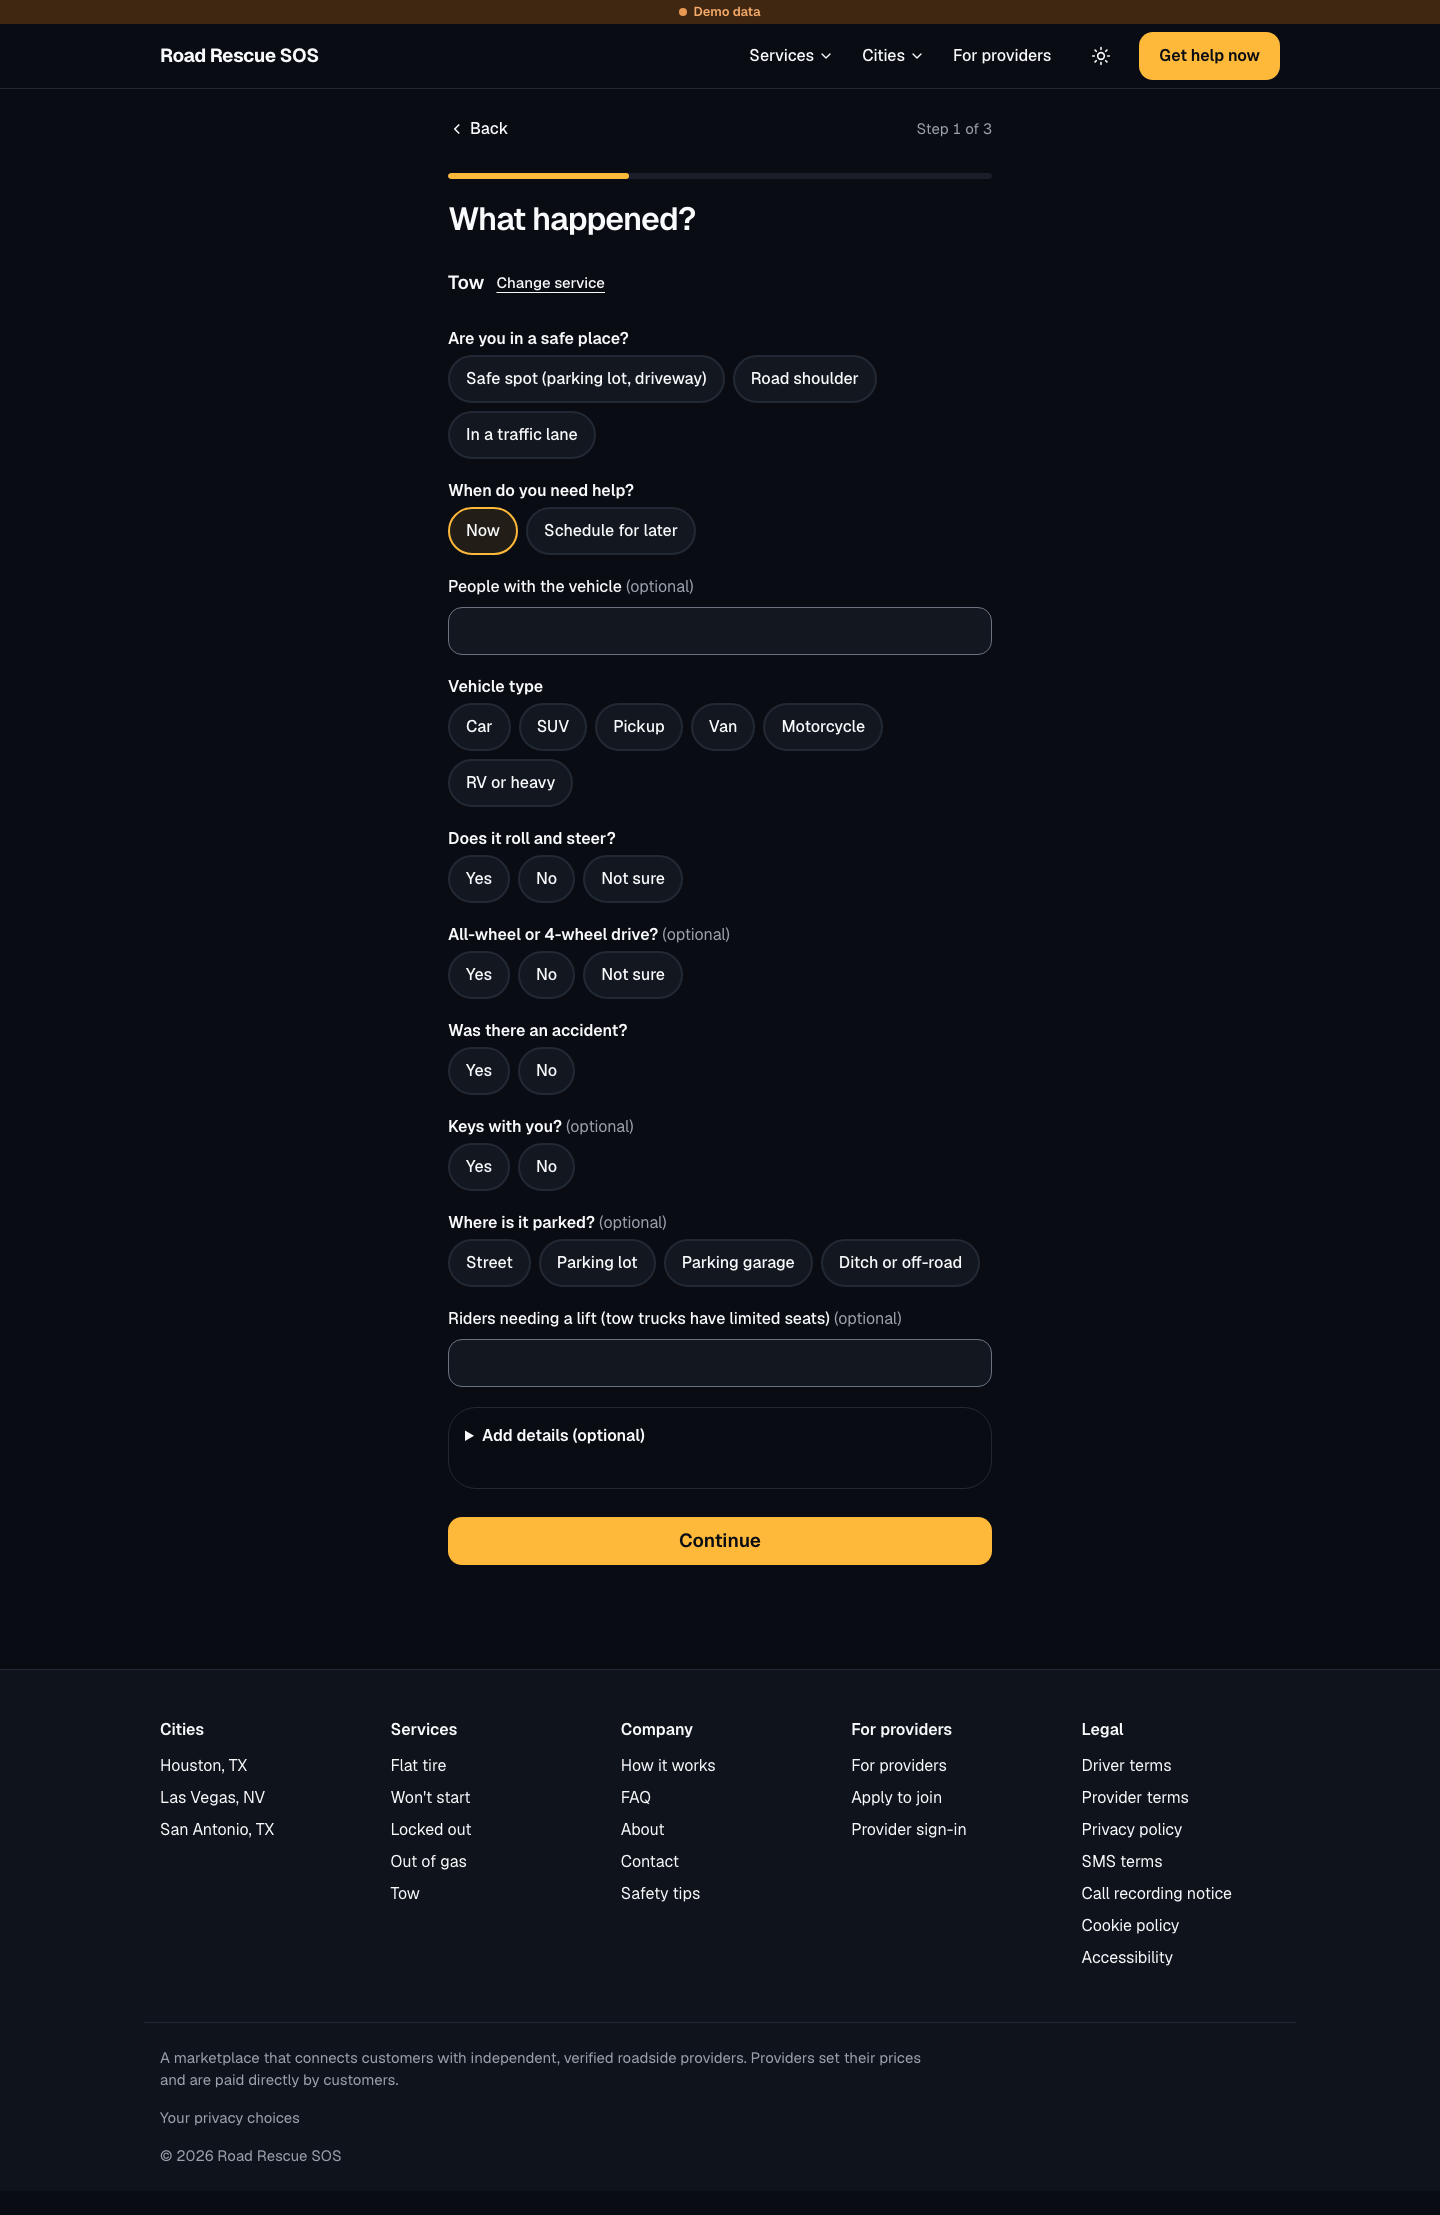 Demo data
Road Rescue SOS
Services
Cities
For providers
Get help now
Back
Step 1 of 3
What happened?
Tow
Change service
Are you in a safe place?
Safe spot (parking lot, driveway)
Road shoulder
In a traffic lane
When do you need help?
Now
Schedule for later
People with the vehicle (optional)
Vehicle type
Car
SUV
Pickup
Van
Motorcycle
RV or heavy
Does it roll and steer?
Yes
No
Not sure
All-wheel or 4-wheel drive? (optional)
Yes
No
Not sure
Was there an accident?
Yes
No
Keys with you? (optional)
Yes
No
Where is it parked? (optional)
Street
Parking lot
Parking garage
Ditch or off-road
Riders needing a lift (tow trucks have limited seats) (optional)
Add details (optional)
Continue
Cities
Houston, TX
Las Vegas, NV
San Antonio, TX
Services
Flat tire
Won't start
Locked out
Out of gas
Tow
Company
How it works
FAQ
About
Contact
Safety tips
For providers
For providers
Apply to join
Provider sign-in
Legal
Driver terms
Provider terms
Privacy policy
SMS terms
Call recording notice
Cookie policy
Accessibility
A marketplace that connects customers with independent, verified roadside providers. Providers set their prices
and are paid directly by customers.
Your privacy choices
© 2026 Road Rescue SOS